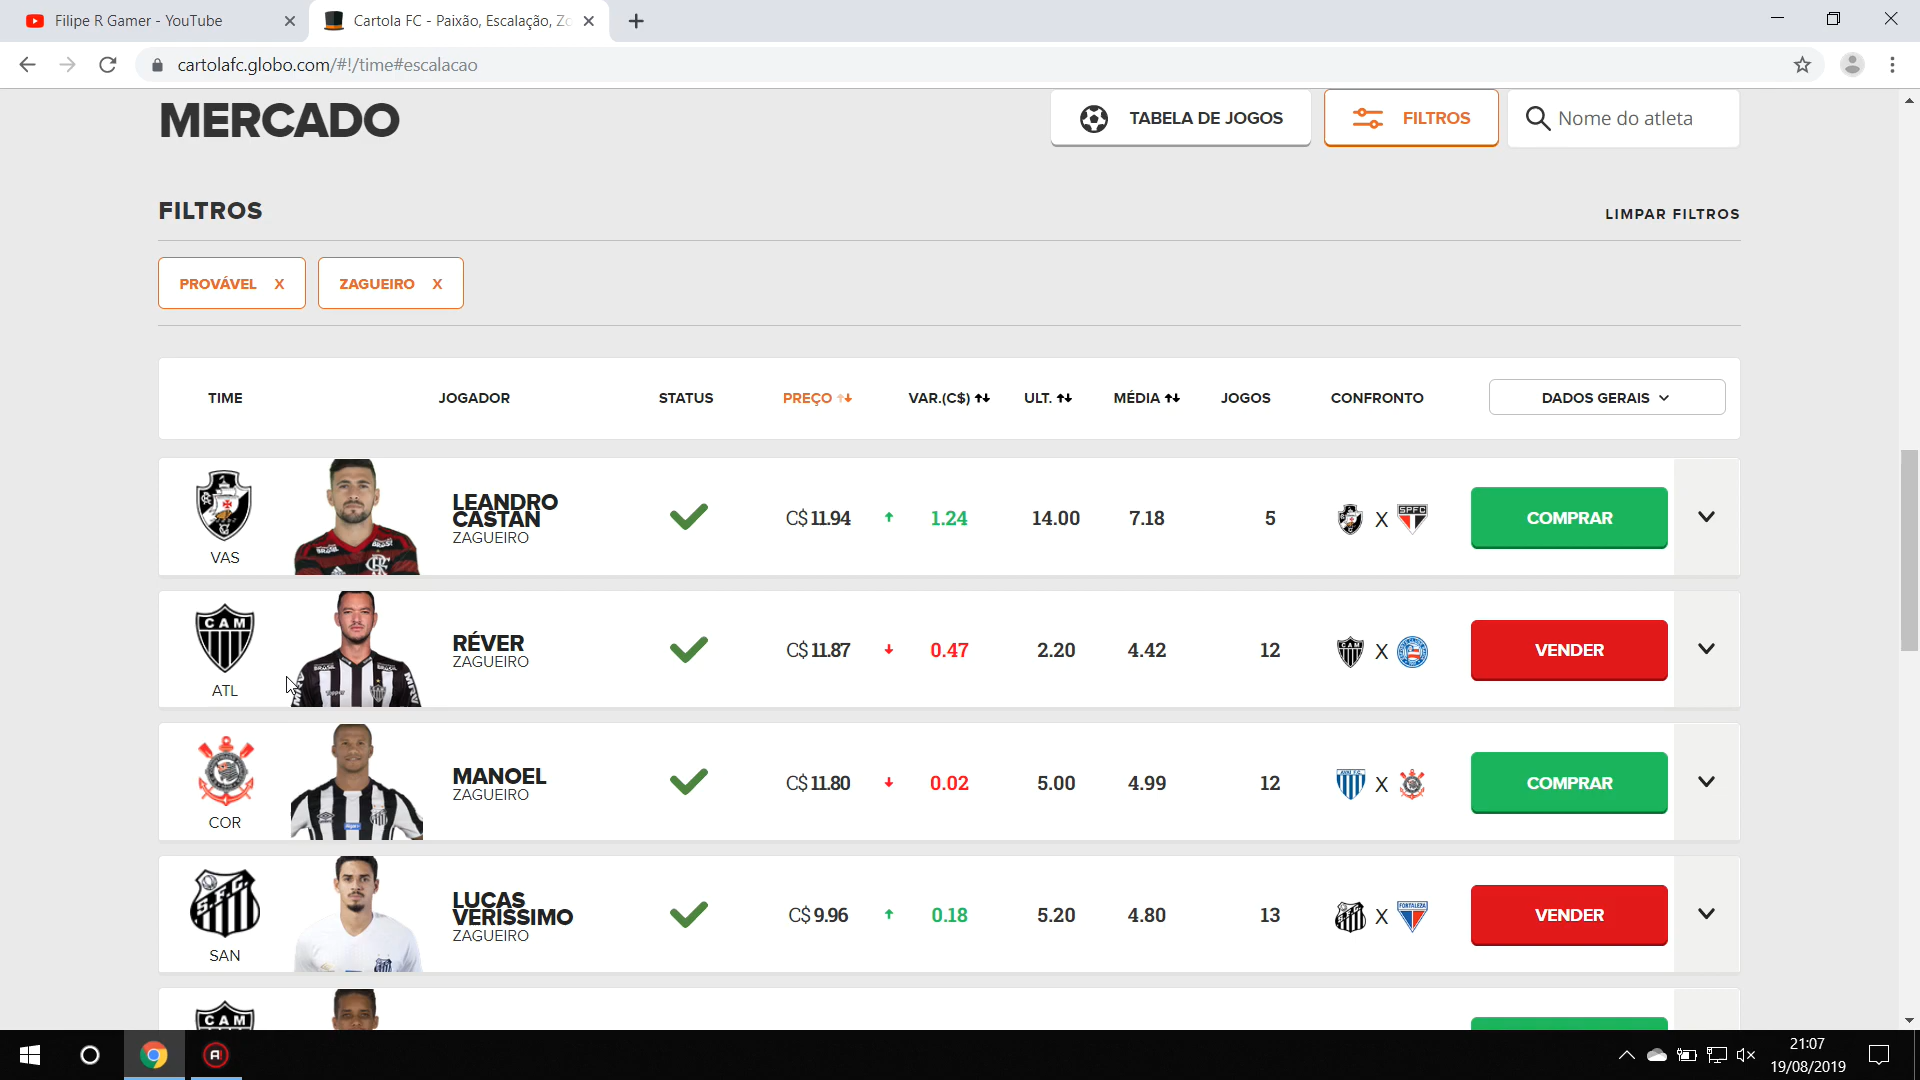 Filipe R Gamer - YouTube
Cartola FC - Paixão, Escalação, Zo
cartolafc.globo.com/#!/time#escalacao
MERCADO
TABELA DE JOGOS
FILTROS
Nome do atleta
FILTROS
LIMPAR FILTROS
PROVÁVEL X
ZAGUEIRO X
TIME JOGADOR STATUS PREÇO VAR.(C$) ULT. MÉDIA JOGOS CONFRONTO DADOS GERAIS
VAS
LEANDRO
CASTAN
ZAGUEIRO
C$ 11.94 1.24 14.00 7.18 5 X COMPRAR
SPFC
CAM
ATL
RÉVER
ZAGUEIRO
C$ 11.87 0.47 2.20 4.42 12 X VENDER
COR
MANOEL
ZAGUEIRO
C$ 11.80 0.02 5.00 4.99 12 X COMPRAR
SAN
LUCAS
VERÍSSIMO
ZAGUEIRO
C$ 9.96 0.18 5.20 4.80 13 X VENDER
FORTALEZA
CAM
21:07
19/08/2019